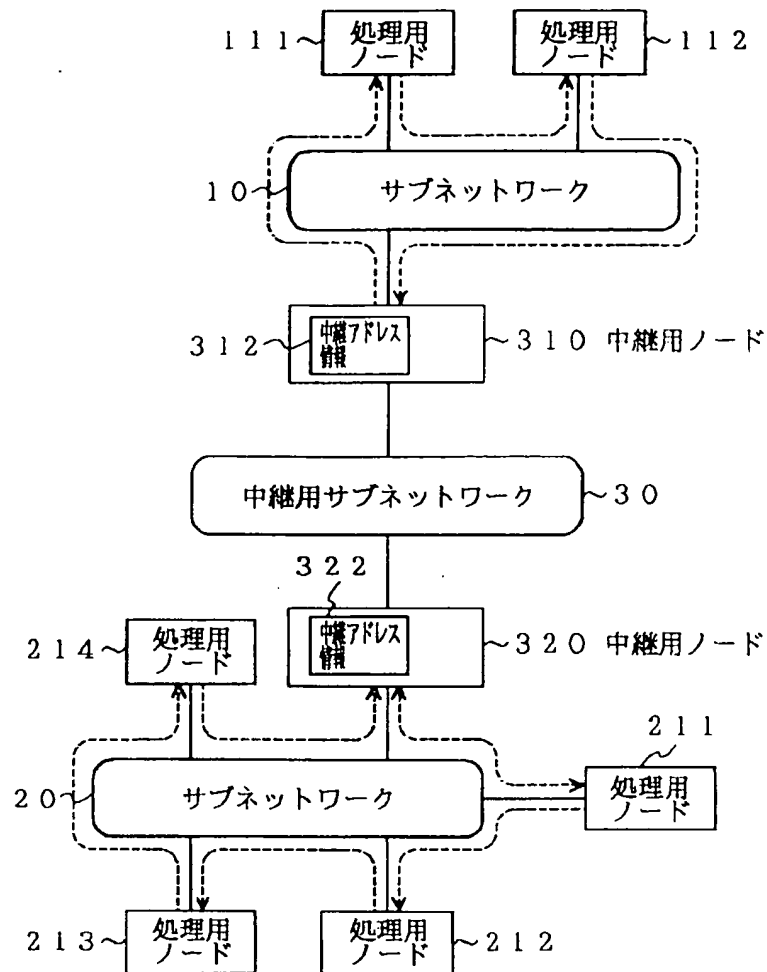 111
処理用
ノード
処理用
ノード
112
10
サブネットワーク
312
中継アドレス
情報
310 中継用ノード
中継用サブネットワーク
30
322
中継アドレス
情報
320 中継用ノード
214
処理用
ノード
211
処理用
ノード
20
サブネットワーク
213
処理用
ノード
処理用
ノード
212